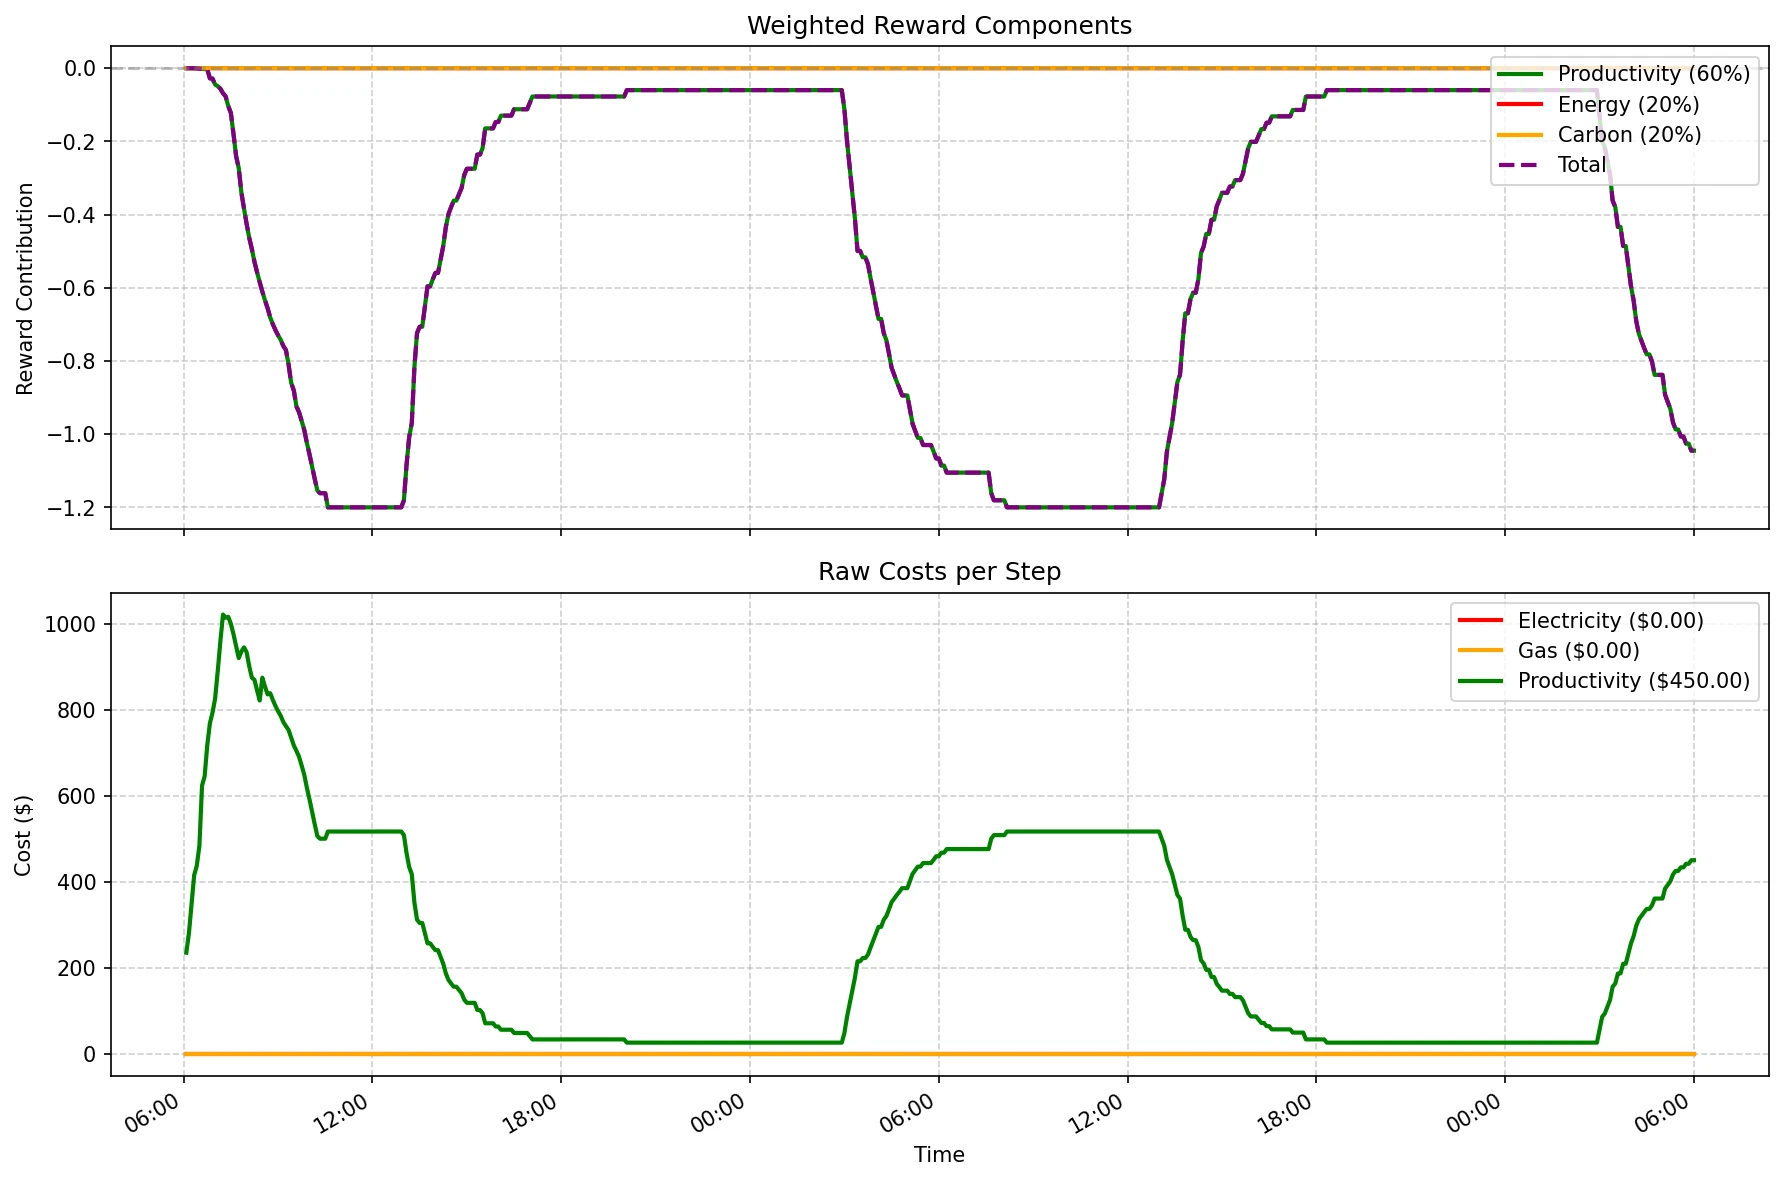 Weighted Reward Components
Reward Contribution
0.0
−0.2
−0.4
−0.6
−0.8
−1.0
−1.2
Productivity (60%)
Energy (20%)
Carbon (20%)
Total
Raw Costs per Step
Cost ($)
1000
800
600
400
200
0
Electricity ($0.00)
Gas ($0.00)
Productivity ($450.00)
06:00 12:00 18:00 00:00 06:00 12:00 18:00 00:00 06:00
Time